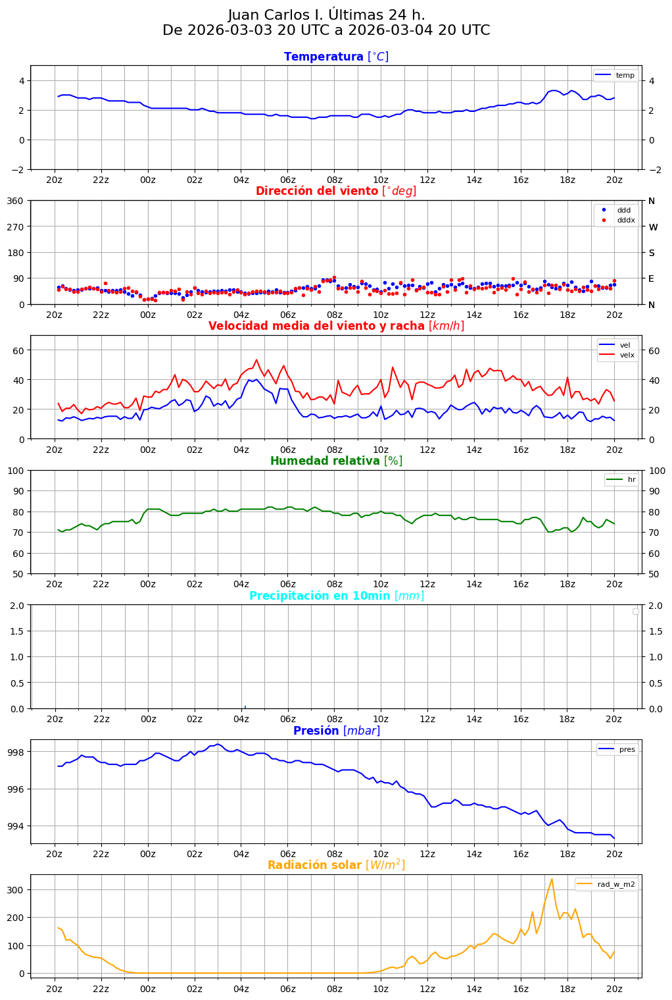 Juan Carlos I. Últimas 24 h.
De 2026-03-03 20 UTC a 2026-03-04 20 UTC
Temperatura [°C]
temp
4 4
2 2
0 0
−2 −2
20z 22z 00z 02z 04z 06z 08z 10z 12z 14z 16z 18z 20z
Dirección del viento [°deg]
ddd
dddx
360 N
270 W
180 S
90 E
0 N
20z 22z 00z 02z 04z 06z 08z 10z 12z 14z 16z 18z 20z
Velocidad media del viento y racha [km/h]
vel
velx
60 60
40 40
20 20
0 0
20z 22z 00z 02z 04z 06z 08z 10z 12z 14z 16z 18z 20z
Humedad relativa [%]
hr
100 100
90 90
80 80
70 70
60 60
50 50
20z 22z 00z 02z 04z 06z 08z 10z 12z 14z 16z 18z 20z
Precipitación en 10min [mm]
2.0 2.0
1.5 1.5
1.0 1.0
0.5 0.5
0.0 0.0
20z 22z 00z 02z 04z 06z 08z 10z 12z 14z 16z 18z 20z
Presión [mbar]
pres
998
996
994
20z 22z 00z 02z 04z 06z 08z 10z 12z 14z 16z 18z 20z
Radiación solar [W/m²]
rad_w_m2
300
200
100
0
20z 22z 00z 02z 04z 06z 08z 10z 12z 14z 16z 18z 20z